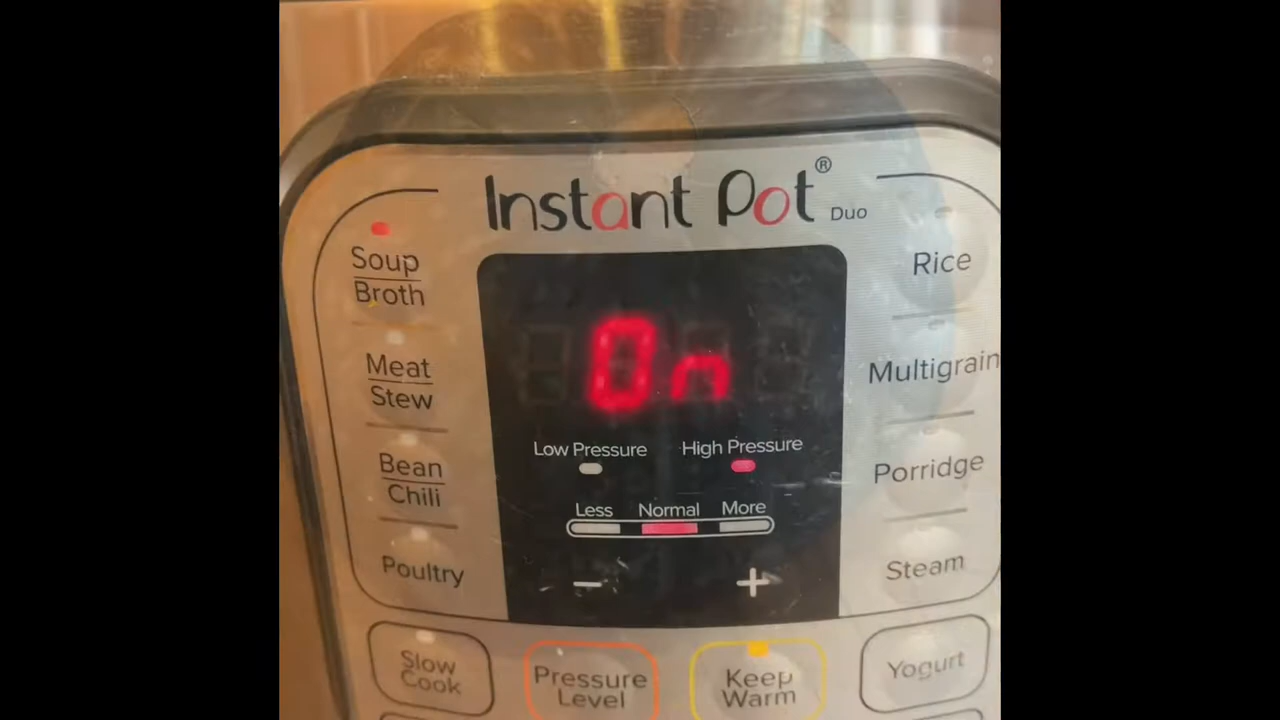 Instant Pot® Duo
Soup
Broth
Meat
Stew
Bean
Chili
Poultry
0n
Low Pressure High Pressure
Less Normal More
− +
Rice
Multigrain
Porridge
Steam
Slow
Cook
Pressure
Level
Keep
Warm
Yogurt